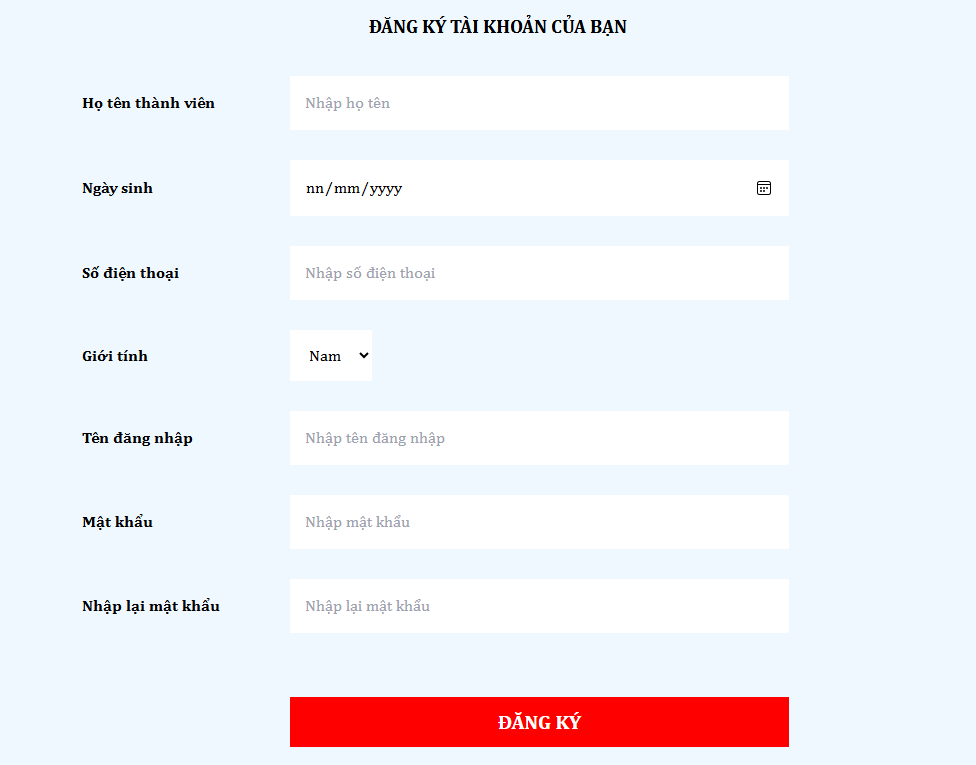 ĐĂNG KÝ TÀI KHOẢN CỦA BẠN
Họ tên thành viên
Nhập họ tên
Ngày sinh
nn/mm/yyyy
Số điện thoại
Nhập số điện thoại
Giới tính
Nam
Tên đăng nhập
Nhập tên đăng nhập
Mật khẩu
Nhập mật khẩu
Nhập lại mật khẩu
Nhập lại mật khẩu
ĐĂNG KÝ